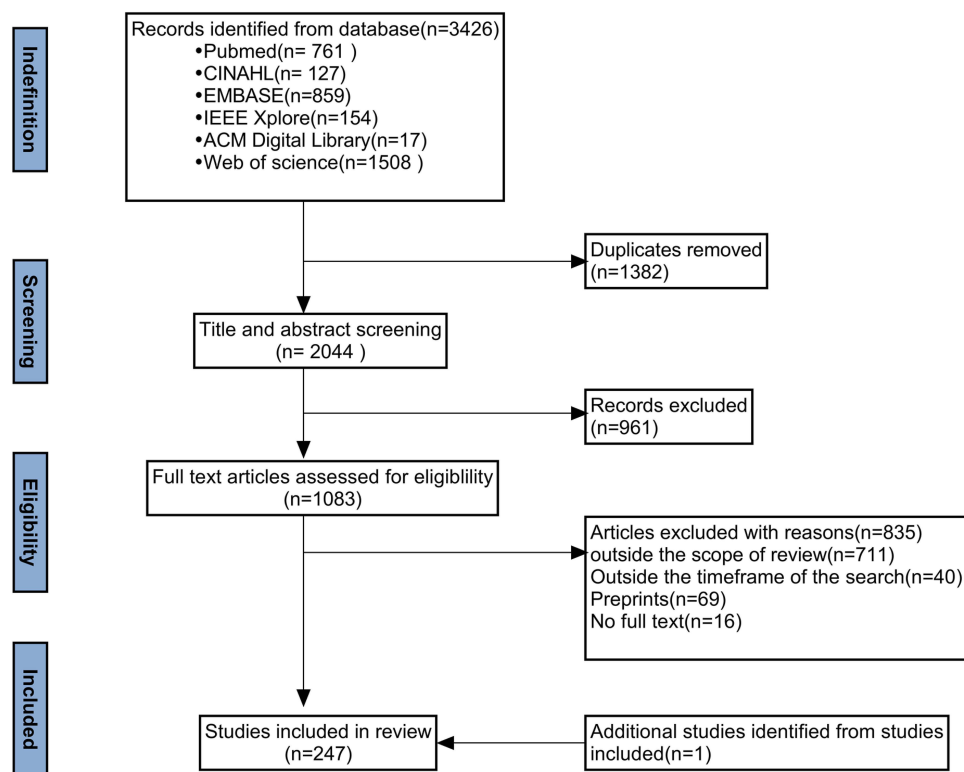 Indefinition
Records identified from database(n=3426)
•Pubmed(n= 761 )
•CINAHL(n= 127)
•EMBASE(n=859)
•IEEE Xplore(n=154)
•ACM Digital Library(n=17)
•Web of science(n=1508 )
Duplicates removed
(n=1382)
Screening
Title and abstract screening
(n= 2044 )
Records excluded
(n=961)
Eligibility
Full text articles assessed for eligiblility
(n=1083)
Articles excluded with reasons(n=835)
outside the scope of review(n=711)
Outside the timeframe of the search(n=40)
Preprints(n=69)
No full text(n=16)
Included
Studies included in review
(n=247)
Additional studies identified from studies
included(n=1)